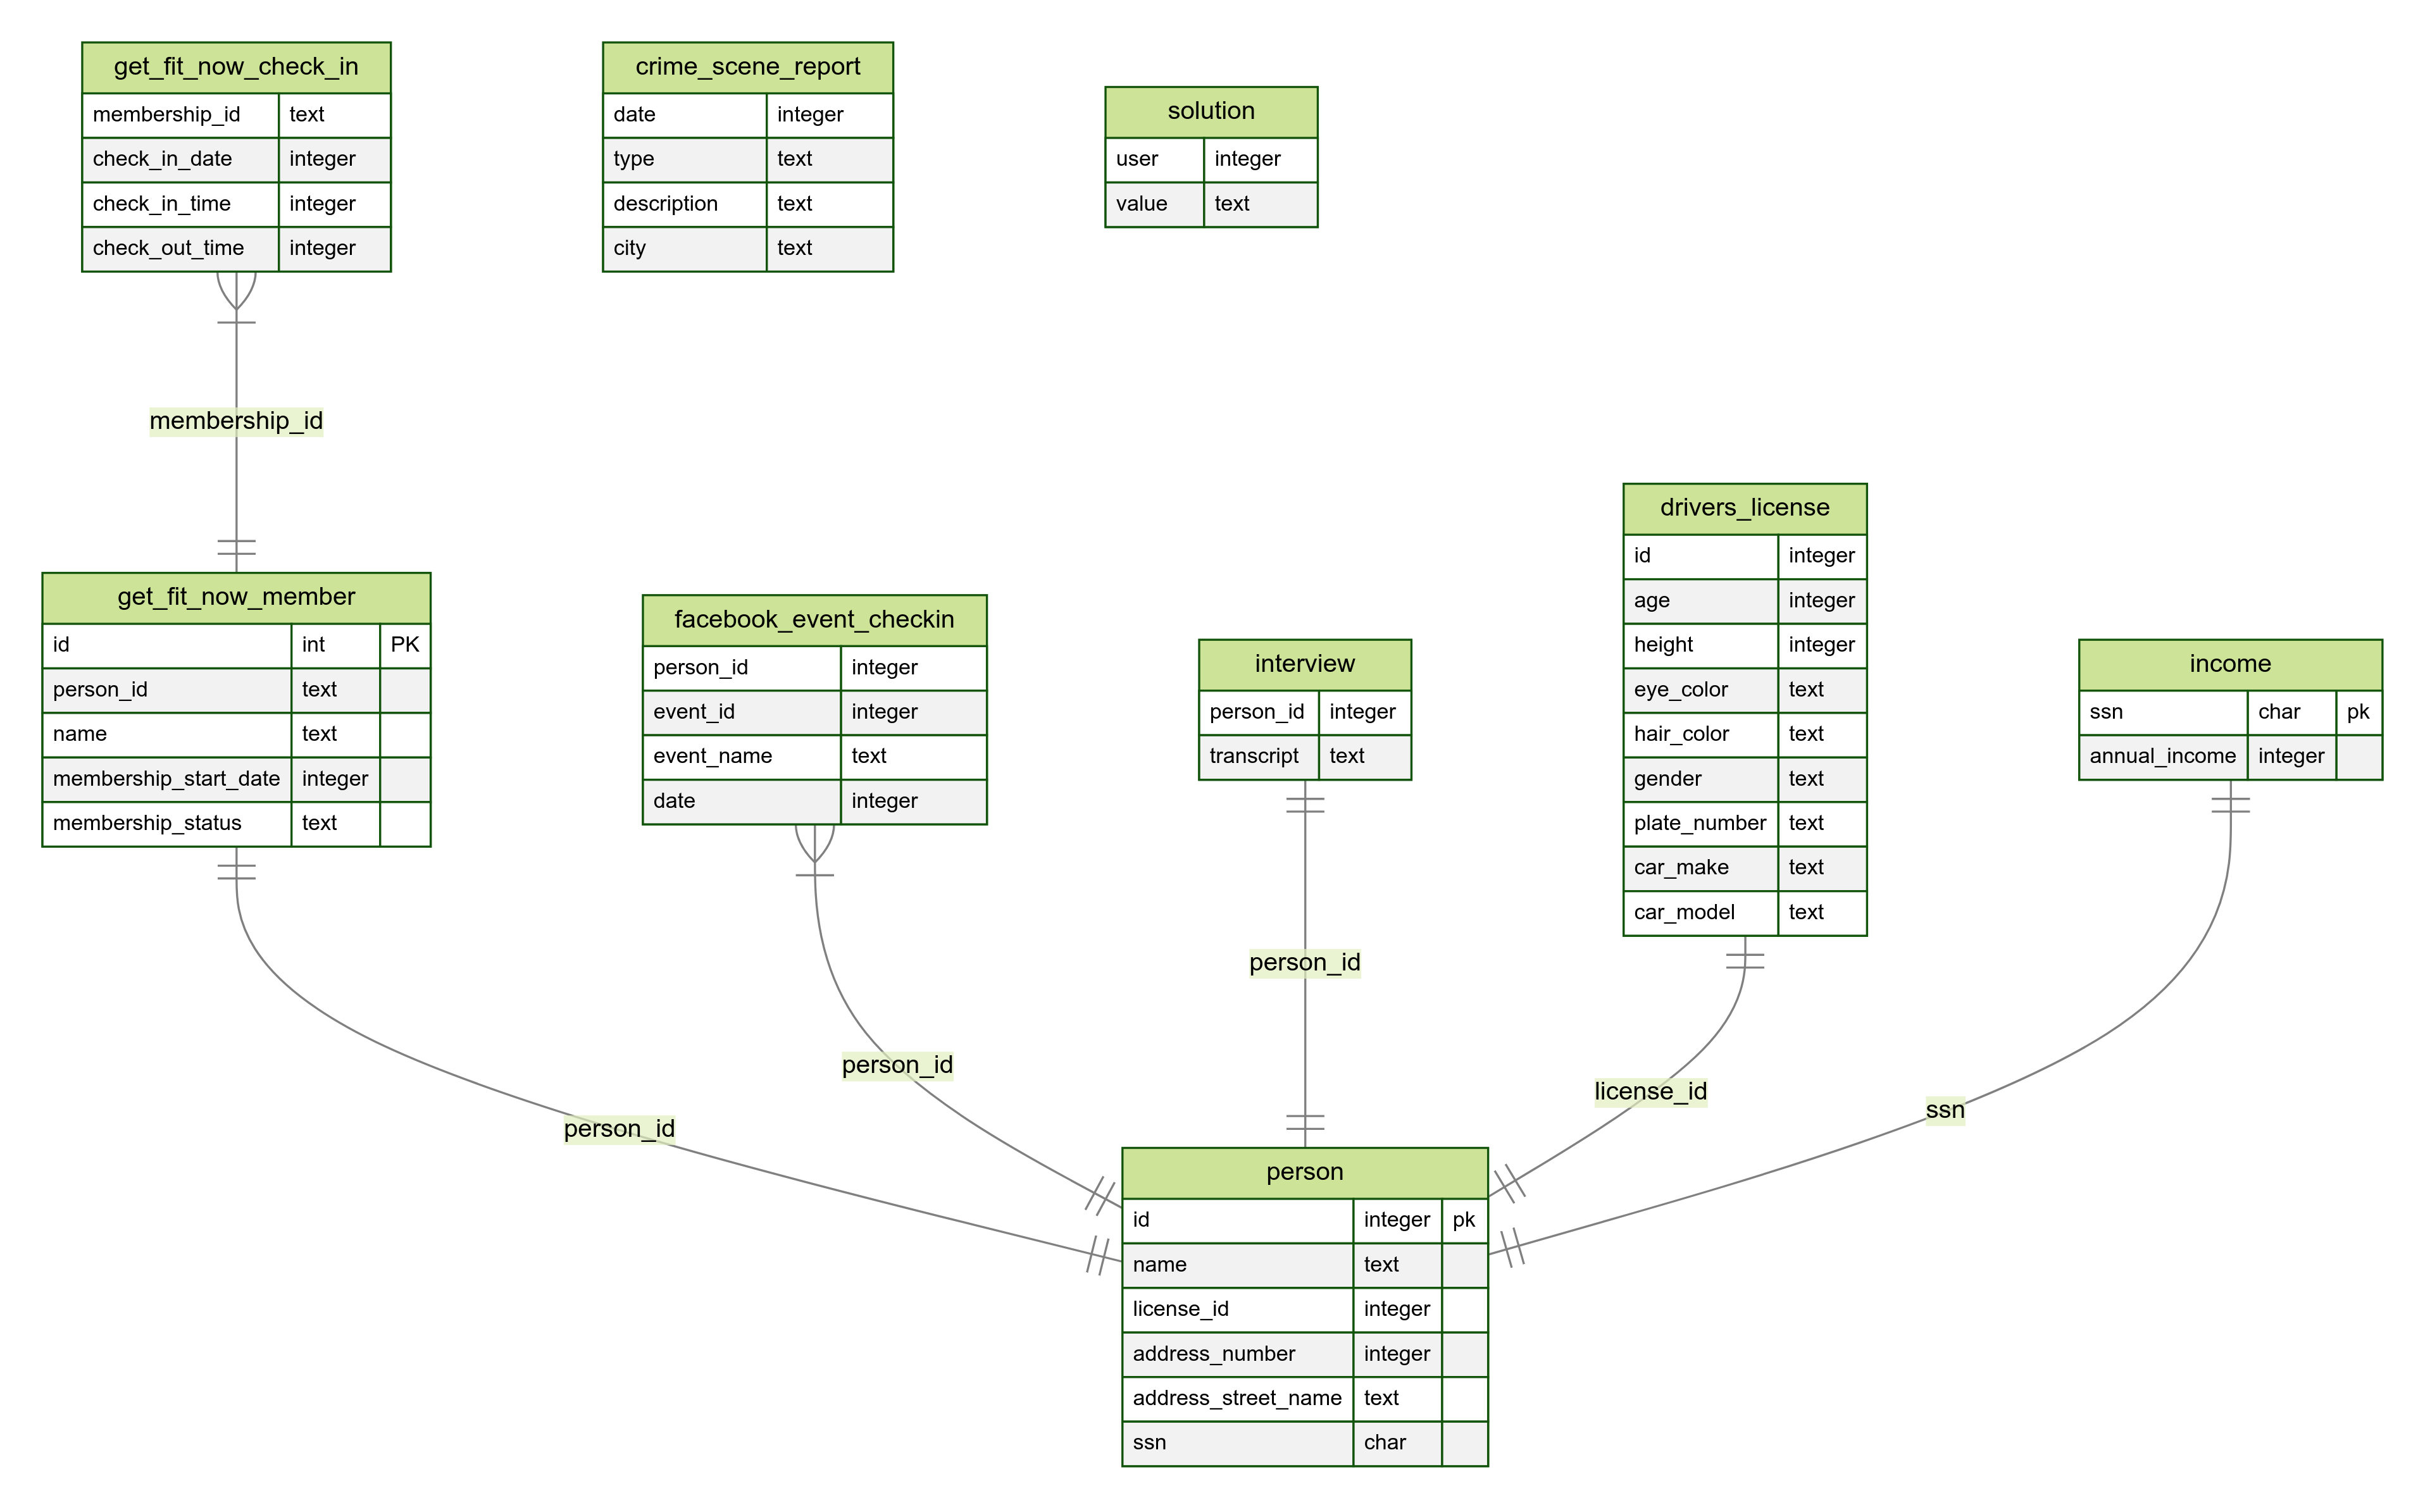 get_fit_now_check_in
membership_id text
check_in_date integer
check_in_time integer
check_out_time integer
crime_scene_report
date integer
type text
description text
city text
solution
user integer
value text
membership_id
get_fit_now_member
id int PK
person_id text
name text
membership_start_date integer
membership_status text
facebook_event_checkin
person_id integer
event_id integer
event_name text
date integer
interview
person_id integer
transcript text
drivers_license
id integer
age integer
height integer
eye_color text
hair_color text
gender text
plate_number text
car_make text
car_model text
income
ssn char pk
annual_income integer
person_id
person_id
person_id
license_id
ssn
person
id integer pk
name text
license_id integer
address_number integer
address_street_name text
ssn char